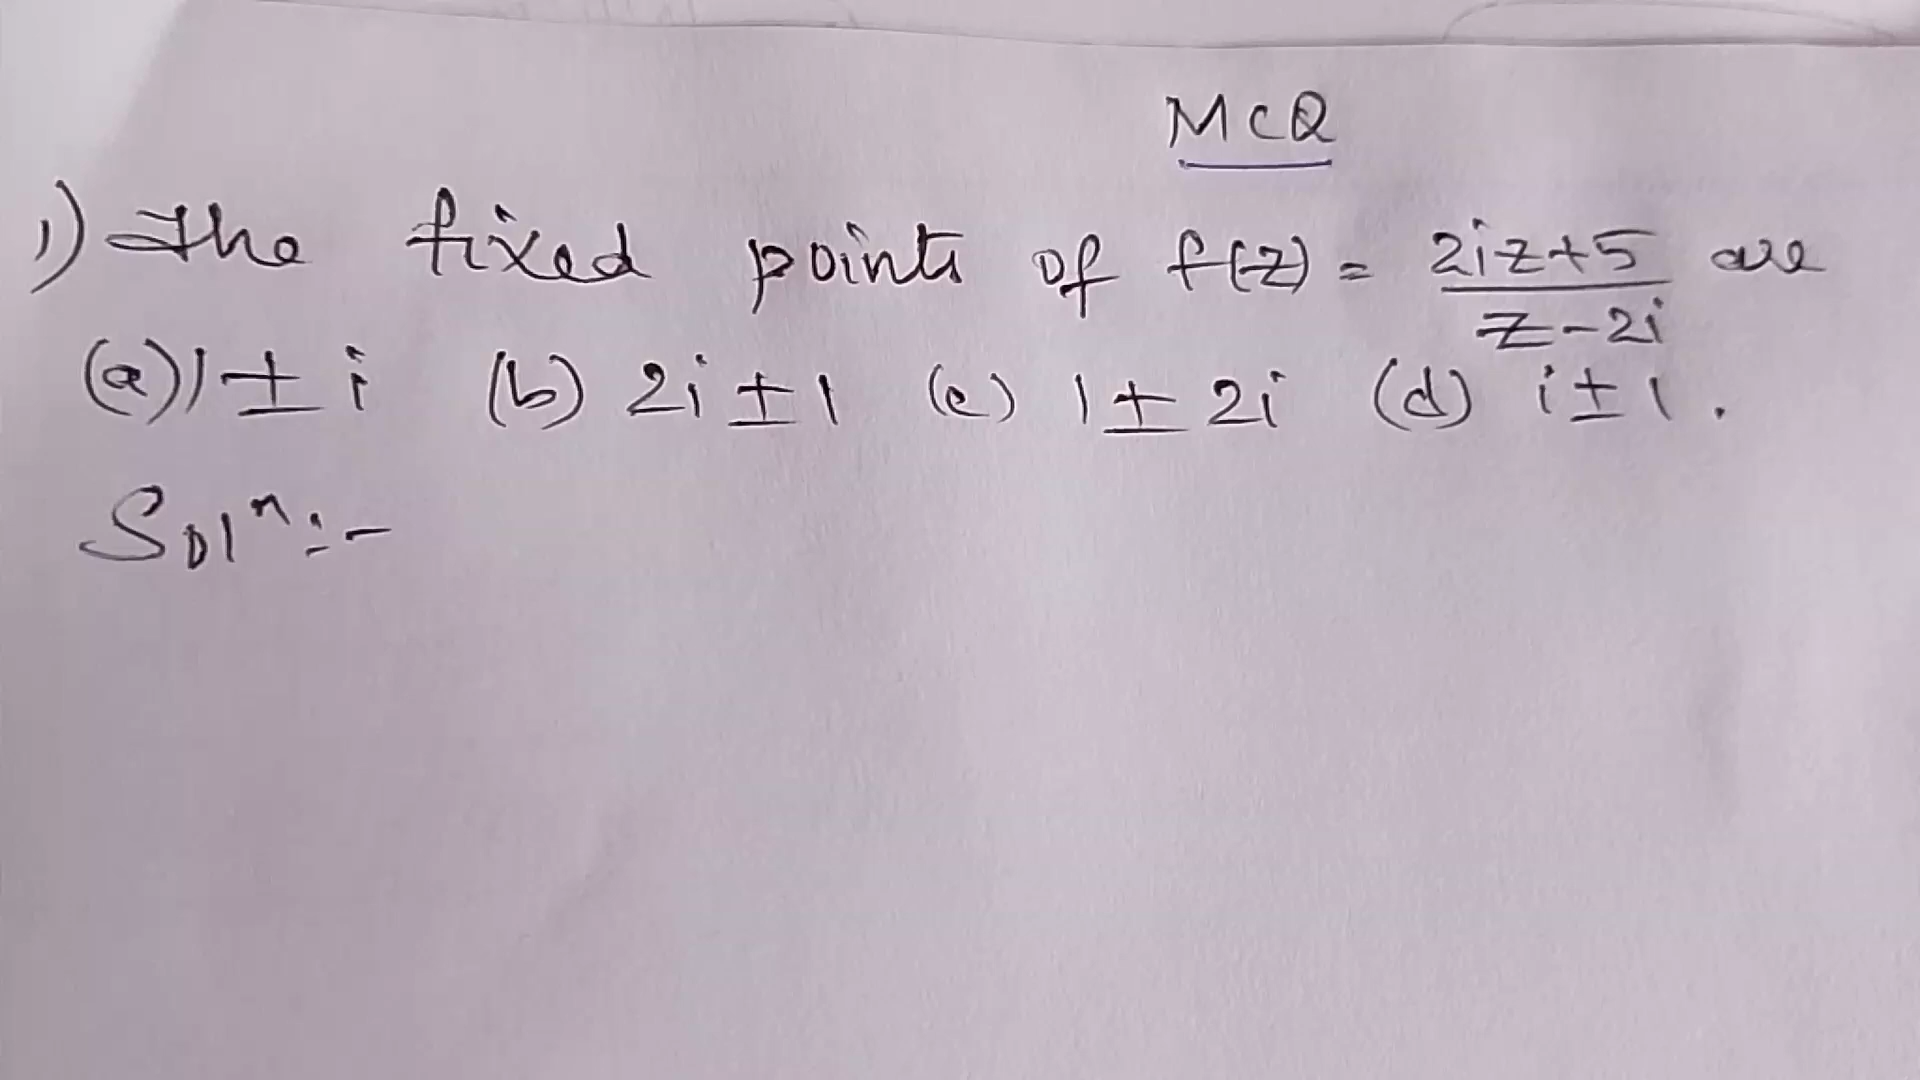 MCQ
1) The fixed points of f(z) = 2iz+5 / z-2i are
(a) 1 ± i (b) 2i ± 1 (c) 1 ± 2i (d) i ± 1.
Solⁿ:-